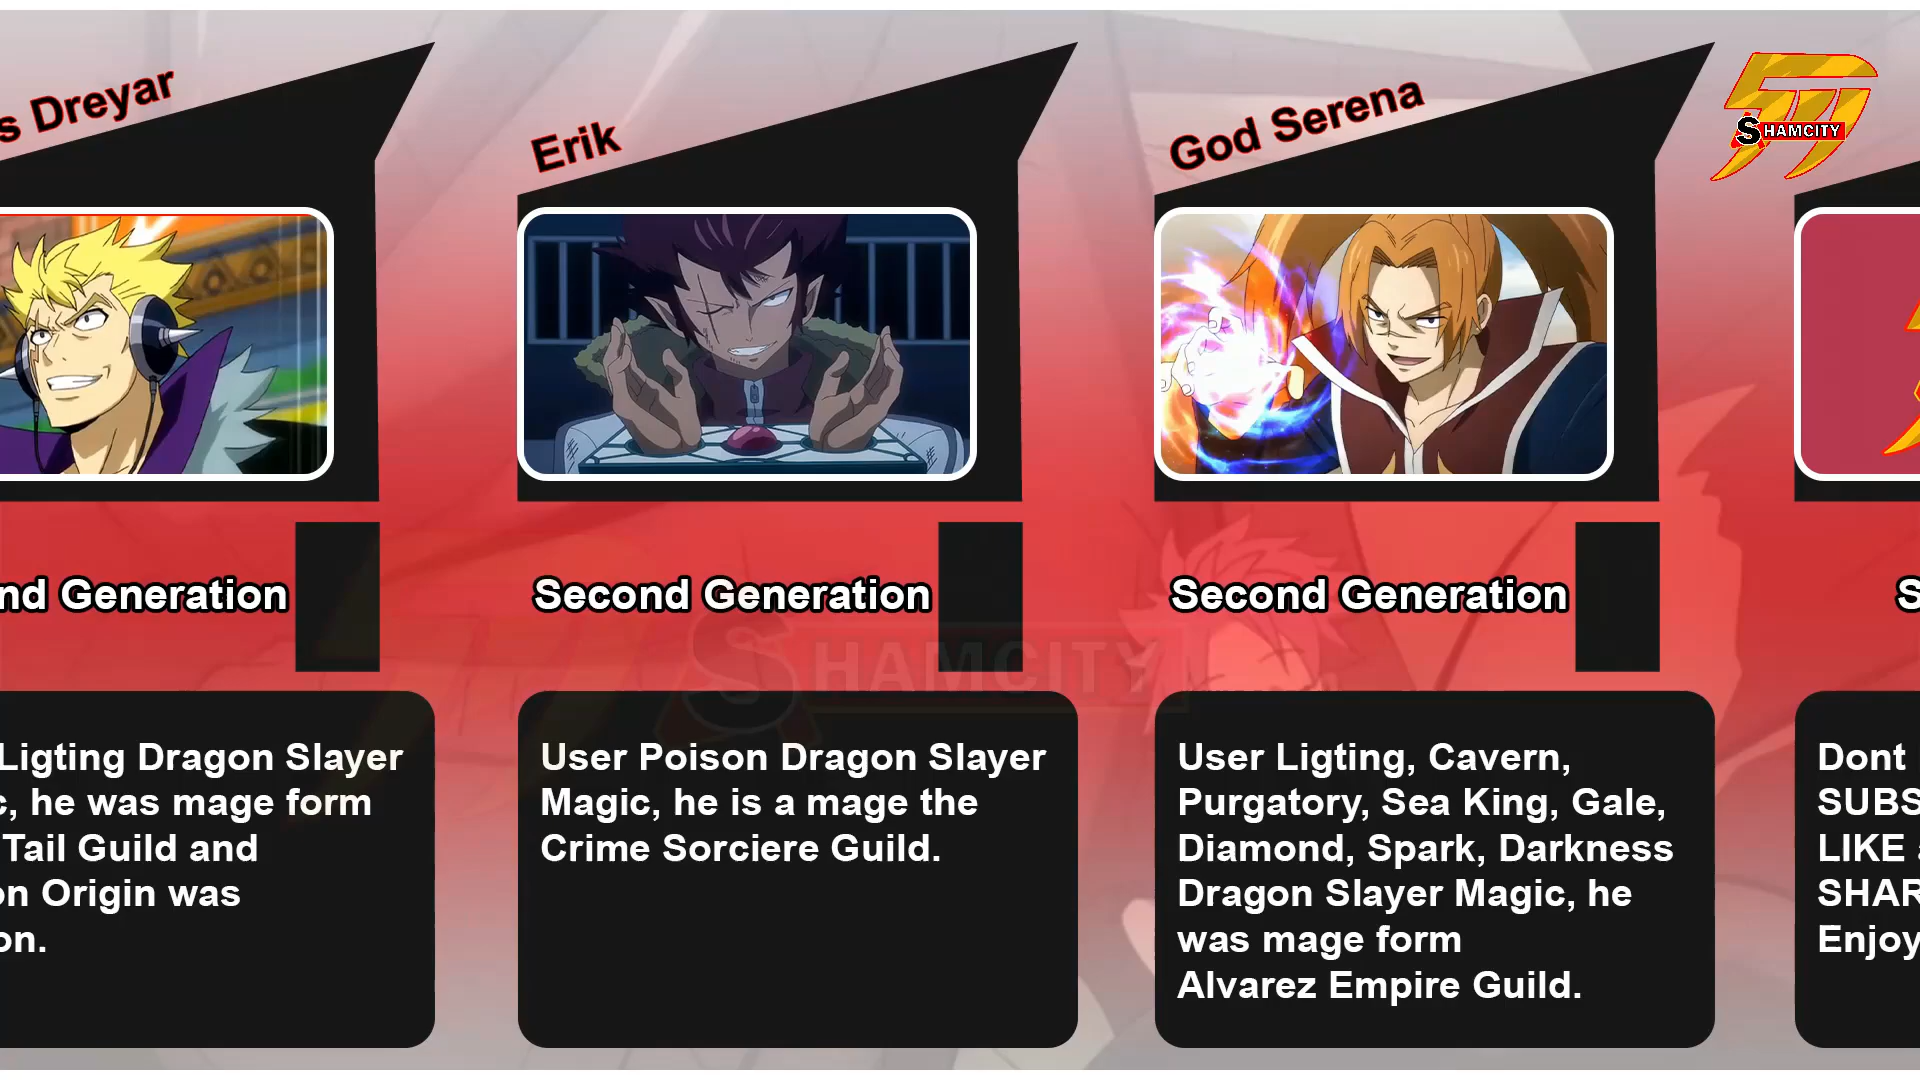 s Dreyar
Erik
God Serena
SHAMCITY
nd Generation
Second Generation
Second Generation
S
SHAMCITY
Ligting Dragon Slayer
c, he was mage form
Tail Guild and
on Origin was
on.
User Poison Dragon Slayer
Magic, he is a mage the
Crime Sorciere Guild.
User Ligting, Cavern,
Purgatory, Sea King, Gale,
Diamond, Spark, Darkness
Dragon Slayer Magic, he
was mage form
Alvarez Empire Guild.
Dont
SUBS
LIKE
SHAR
Enjoy